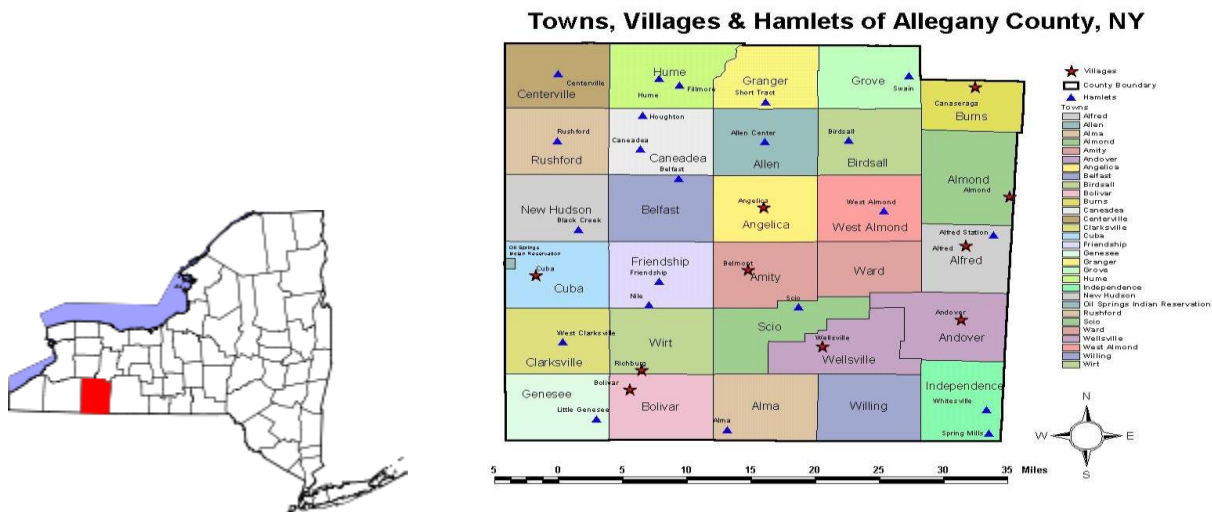 Towns, Villages & Hamlets of Allegany County, NY
Centerville
Centerville
Hume
Hume
Fillmore
Granger
Short Tract
Grove
Swain
Canaseraga
Burns
Rushford
Rushford
Houghton
Caneadea
Caneadea
Belfast
Allen Center
Allen
Birdsall
Birdsall
Almond
Almond
New Hudson
Black Creek
Belfast
Angelica
Angelica
West Almond
West Almond
Alfred Station
Alfred
Alfred
Oil Springs
Indian Reservation
Cuba
Cuba
Friendship
Friendship
Nile
Belmont
Amity
Ward
Scio
Scio
West Clarksville
Clarksville
Wirt
Richburg
Wellsville
Wellsville
Andover
Andover
Genesee
Little Genesee
Bolivar
Bolivar
Alma
Alma
Willing
Independence
Whitesville
Spring Mills
Villages
County Boundary
Hamlets
Towns
Alfred
Allen
Alma
Almond
Amity
Andover
Angelica
Belfast
Birdsall
Bolivar
Burns
Caneadea
Centerville
Clarksville
Cuba
Friendship
Genesee
Granger
Grove
Hume
Independence
New Hudson
Oil Springs Indian Reservation
Rushford
Scio
Ward
Wellsville
West Almond
Willing
Wirt
N
W E
S
5 2.5 0 5 10 15 20 25 30 35 Miles